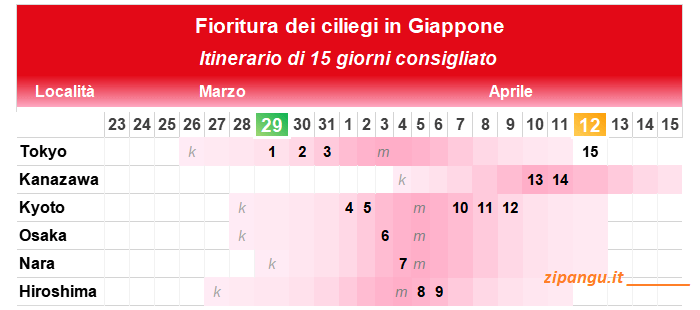 Fioritura dei ciliegi in Giappone
Itinerario di 15 giorni consigliato
Località Marzo Aprile
23 24 25 26 27 28 29 30 31 1 2 3 4 5 6 7 8 9 10 11 12 13 14 15
Tokyo k 1 2 3 m 15
Kanazawa k 13 14
Kyoto k 4 5 m 10 11 12
Osaka k 6 m
Nara k 7 m
zipangu.it
Hiroshima k m 8 9